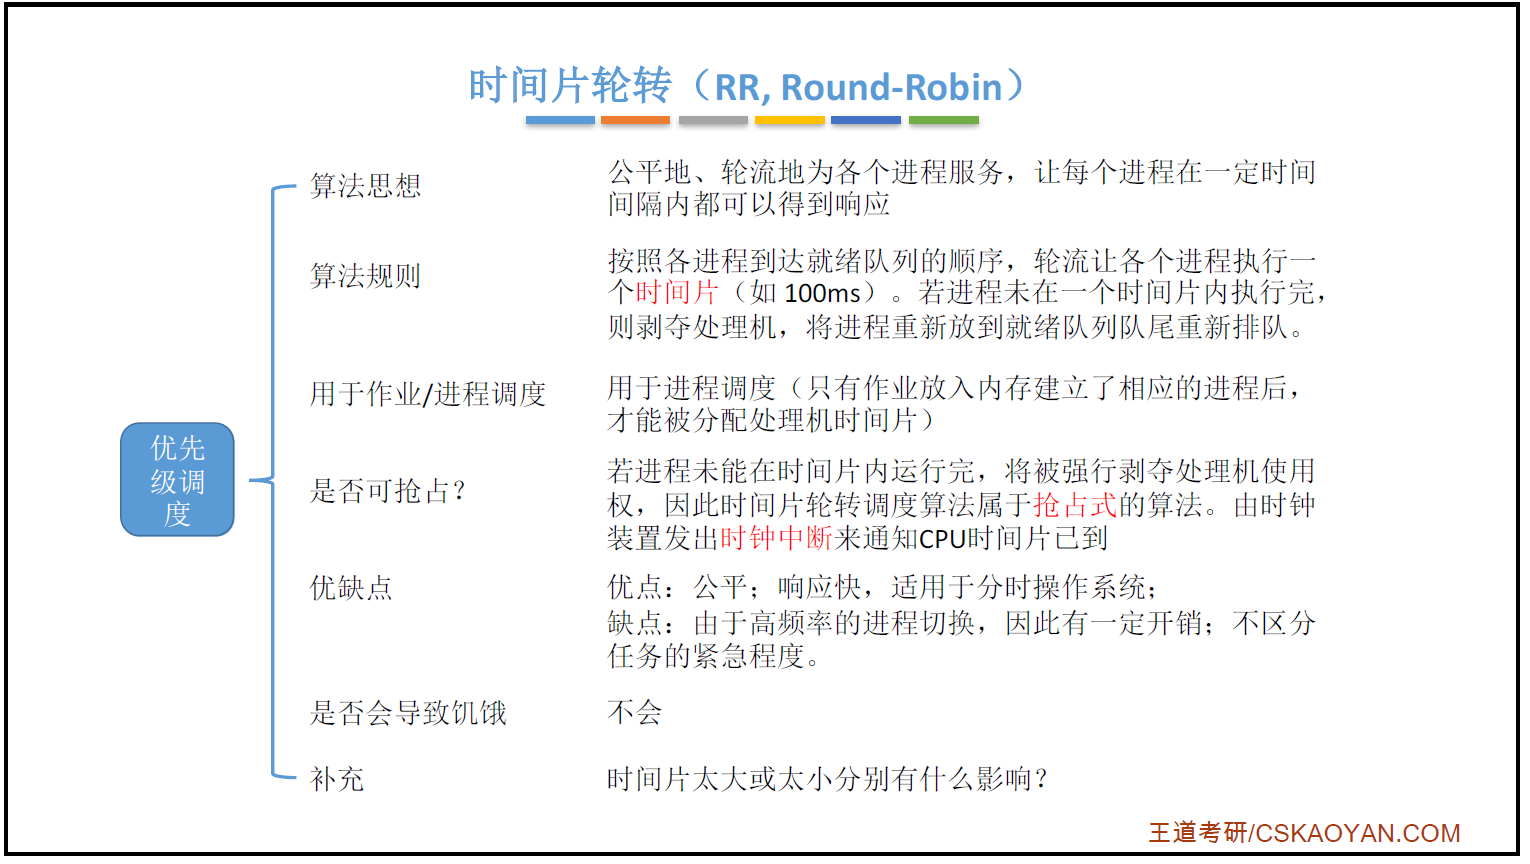 时间片轮转（RR, Round-Robin）
优先
级调
度
算法思想
公平地、轮流地为各个进程服务，让每个进程在一定时间
间隔内都可以得到响应
算法规则
按照各进程到达就绪队列的顺序，轮流让各个进程执行一
个时间片（如 100ms）。若进程未在一个时间片内执行完，
则剥夺处理机，将进程重新放到就绪队列队尾重新排队。
用于作业/进程调度
用于进程调度（只有作业放入内存建立了相应的进程后，
才能被分配处理机时间片）
是否可抢占？
若进程未能在时间片内运行完，将被强行剥夺处理机使用
权，因此时间片轮转调度算法属于抢占式的算法。由时钟
装置发出时钟中断来通知CPU时间片已到
优缺点
优点：公平；响应快，适用于分时操作系统；
缺点：由于高频率的进程切换，因此有一定开销；不区分
任务的紧急程度。
是否会导致饥饿
不会
补充
时间片太大或太小分别有什么影响？
王道考研/CSKAOYAN.COM